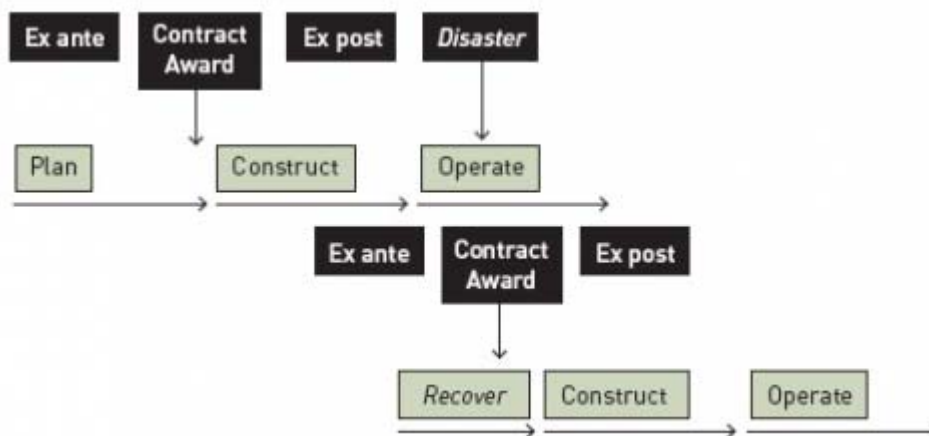 Ex ante
Contract
Award
Ex post
Disaster
Plan
Construct
Operate
Ex ante
Contract
Award
Ex post
Recover
Construct
Operate